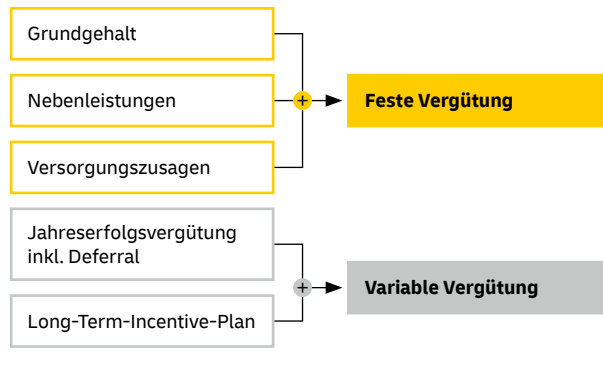 Grundgehalt
Nebenleistungen
+
Feste Vergütung
Versorgungszusagen
Jahreserfolgsvergütung
inkl. Deferral
+
Variable Vergütung
Long-Term-Incentive-Plan